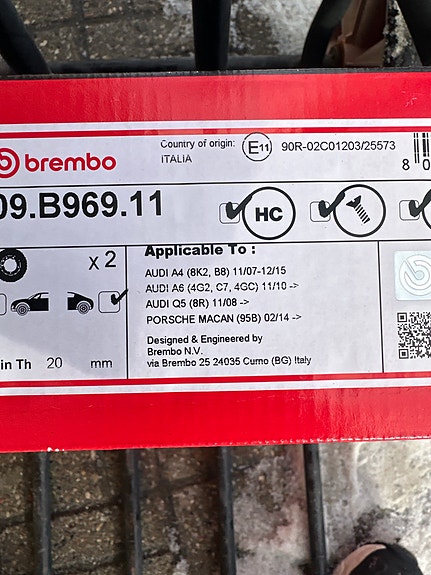 brembo
Country of origin:
ITALIA
E11
90R-02C01203/25573
8 0
09.B969.11
HC
x 2
Applicable To :
AUDI A4 (8K2, B8) 11/07-12/15
AUDI A6 (4G2, C7, 4GC) 11/10 ->
AUDI Q5 (8R) 11/08 ->
PORSCHE MACAN (95B) 02/14 ->
in Th 20 mm
Designed & Engineered by
Brembo N.V.
via Brembo 25 24035 Curno (BG) Italy